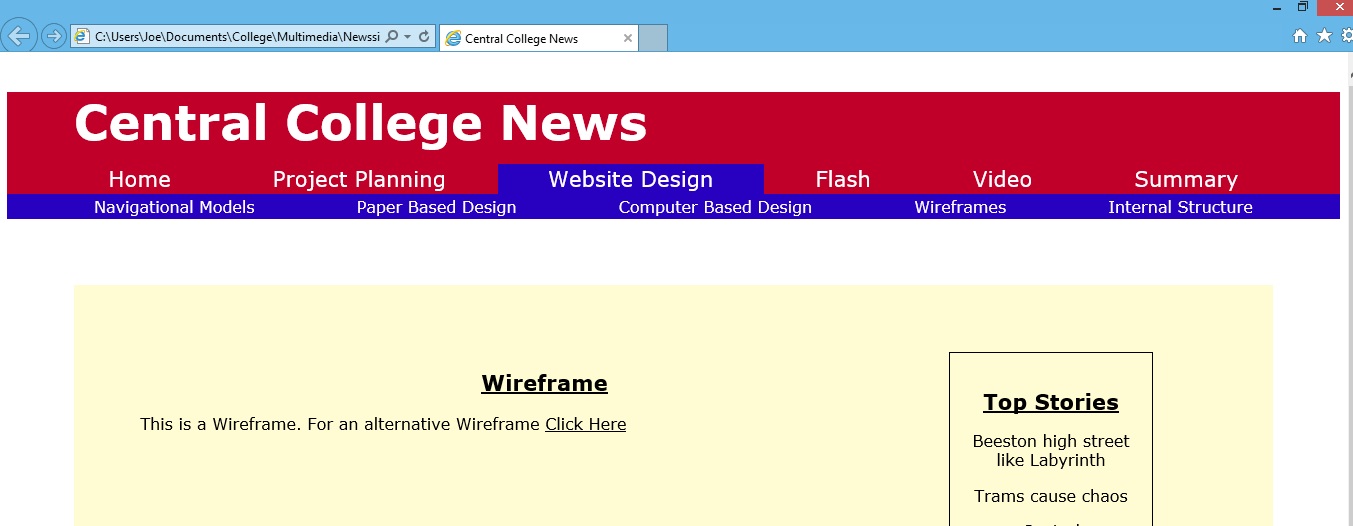 C:\Users\Joe\Documents\College\Multimedia\Newssi
Central College News
Central College News
Home Project Planning Website Design Flash Video Summary
Navigational Models Paper Based Design Computer Based Design Wireframes Internal Structure
Wireframe
This is a Wireframe. For an alternative Wireframe Click Here
Top Stories
Beeston high street
like Labyrinth
Trams cause chaos